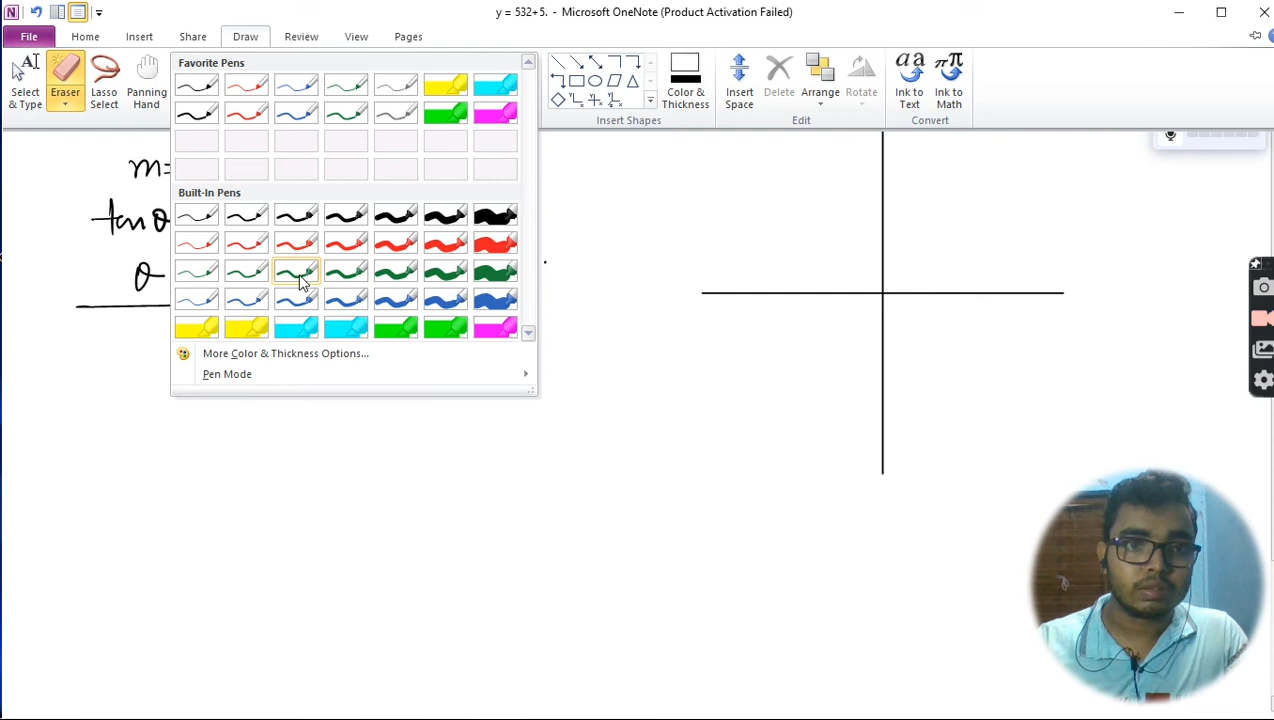 y = 532+5. - Microsoft OneNote (Product Activation Failed)
File Home Insert Share Draw Review View Pages
Select & Type
Eraser
Lasso Select
Panning Hand
Favorite Pens
Built-In Pens
More Color & Thickness Options...
Pen Mode
Color & Thickness
Insert Shapes
Insert Space
Delete
Arrange
Rotate
Edit
Ink to Text
Ink to Math
Convert
m=
tan θ
θ